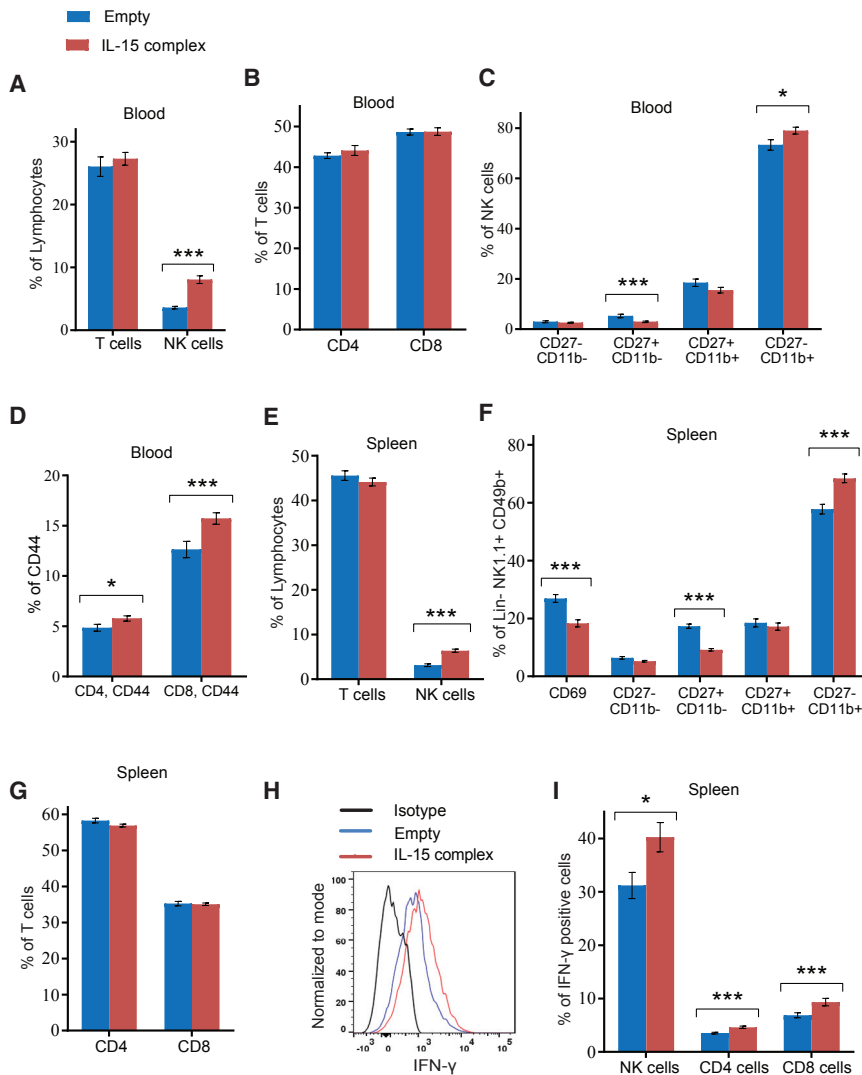 Empty
IL-15 complex
A
Blood
% of Lymphocytes
30
20
10
0
***
T cells
NK cells
B
Blood
% of T cells
50
40
30
20
10
0
CD4
CD8
C
Blood
% of NK cells
80
60
40
20
0
***
*
CD27-
CD11b-
CD27+
CD11b-
CD27+
CD11b+
CD27-
CD11b+
D
Blood
% of CD44
20
15
10
5
0
*
***
CD4, CD44
CD8, CD44
E
Spleen
% of Lymphocytes
50
40
30
20
10
0
***
T cells
NK cells
F
Spleen
% of Lin- NK1.1+ CD49b+
80
60
40
20
0
***
***
***
CD69
CD27-
CD11b-
CD27+
CD11b-
CD27+
CD11b+
CD27-
CD11b+
G
Spleen
% of T cells
60
50
40
30
20
10
0
CD4
CD8
H
Isotype
Empty
IL-15 complex
Normalized to mode
100
80
60
40
20
0
-10³ 0 10³ 10⁴ 10⁵
IFN-γ
I
Spleen
% of IFN-γ positive cells
40
30
20
10
0
*
***
***
NK cells
CD4 cells
CD8 cells